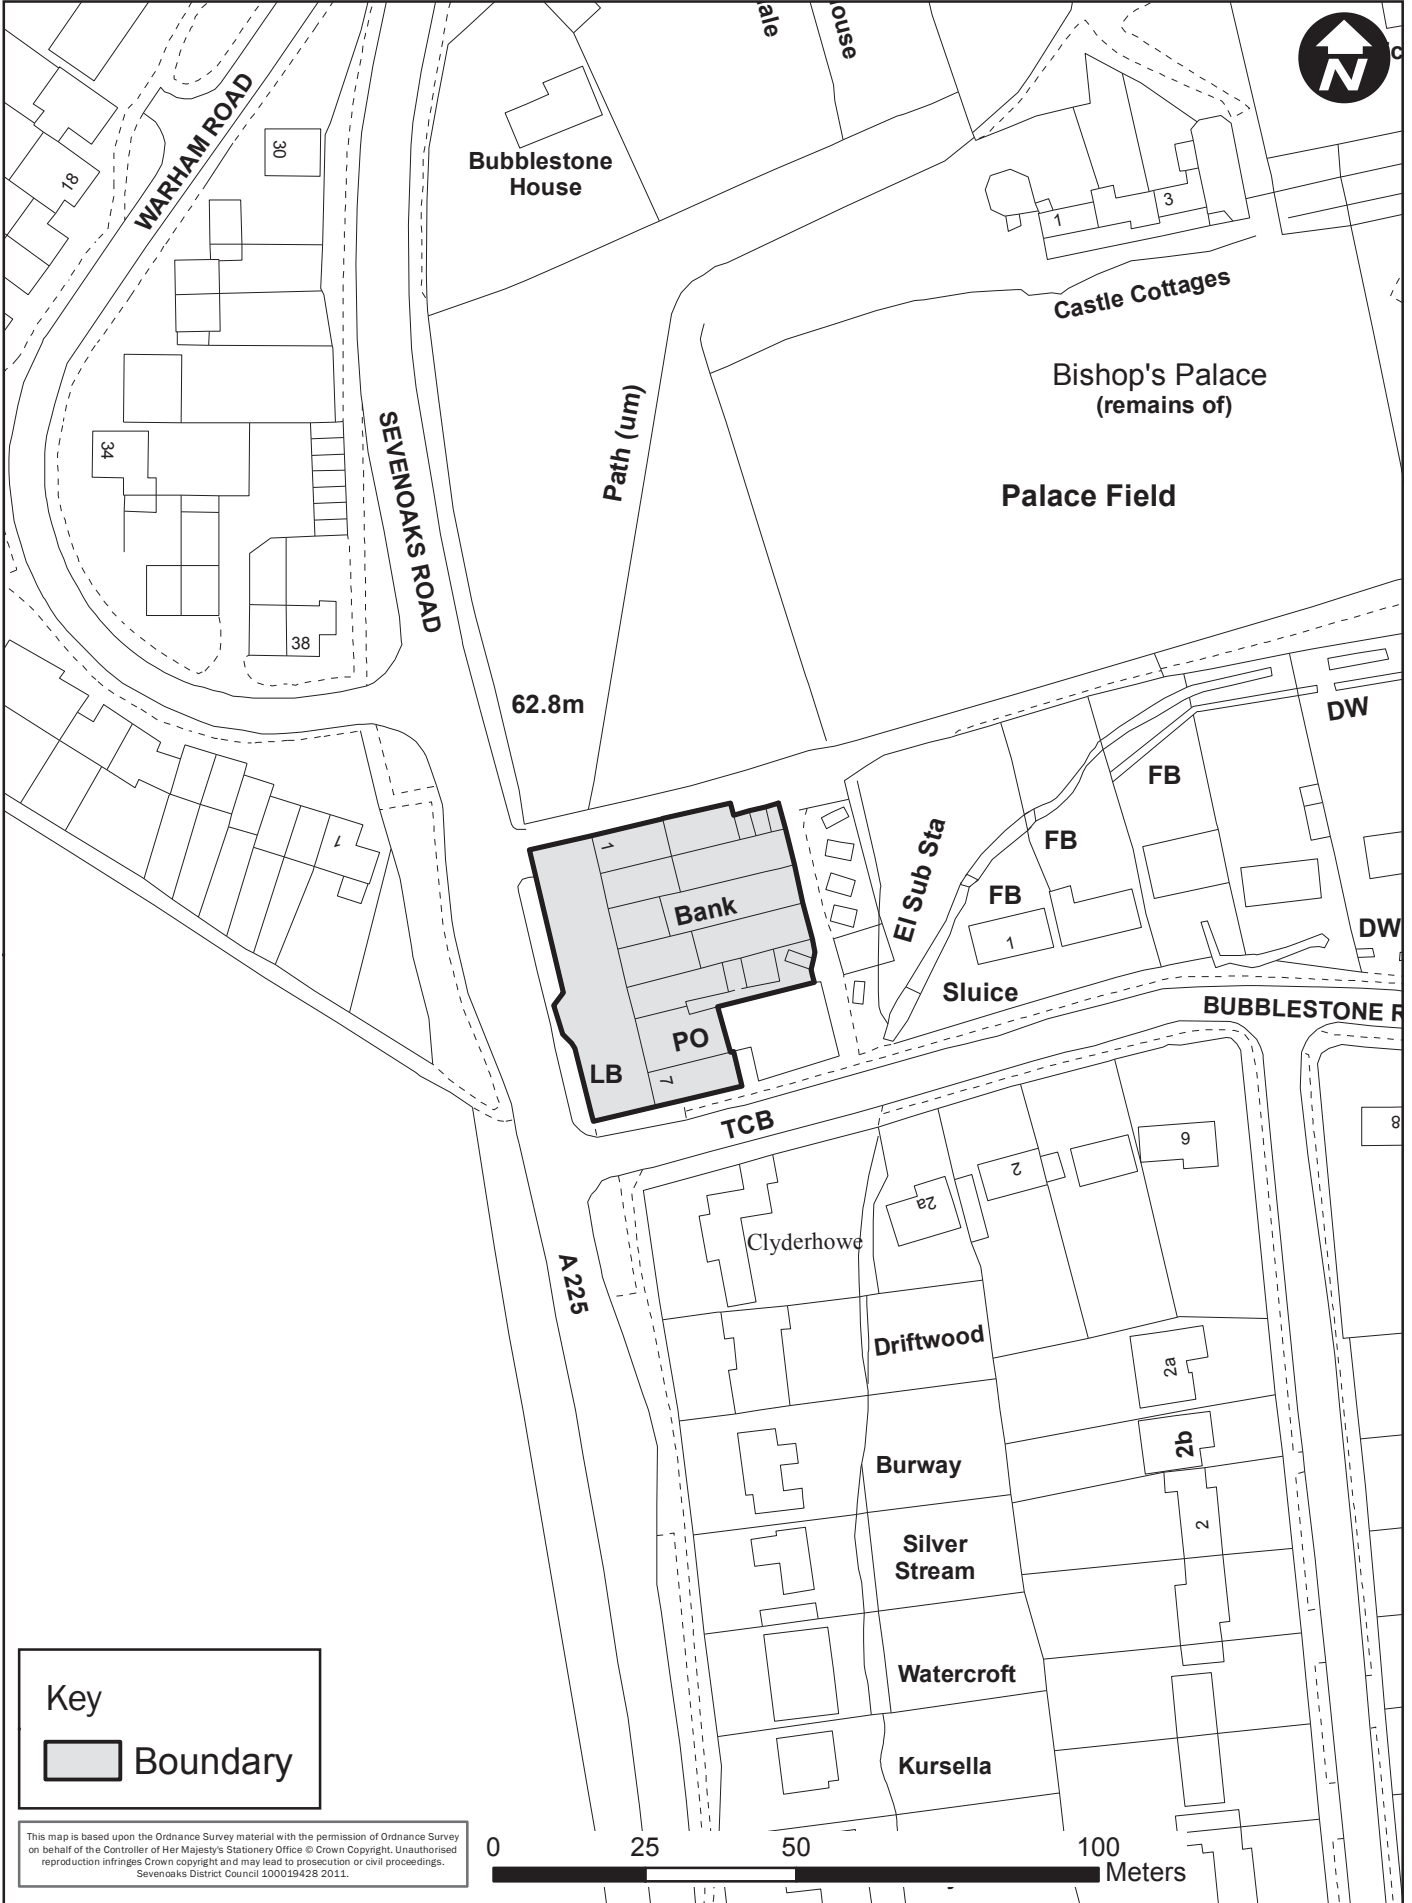 N
WARHAM ROAD
30
18
Bubblestone
House
1
3
Castle Cottages
Bishop's Palace
(remains of)
Palace Field
Path (um)
SEVENOAKS ROAD
34
38
62.8m
DW
FB
FB
FB
El Sub Sta
1
1
1
Bank
DW
Sluice
BUBBLESTONE R
PO
LB
7
TCB
8
6
2
2a
Clyderhowe
A 225
Driftwood
2a
2b
Burway
2
Silver
Stream
Watercroft
Kursella
Key
Boundary
This map is based upon the Ordnance Survey material with the permission of Ordnance Survey
on behalf of the Controller of Her Majesty's Stationery Office © Crown Copyright. Unauthorised
reproduction infringes Crown copyright and may lead to prosecution or civil proceedings.
Sevenoaks District Council 100019428 2011.
0 25 50 100
Meters